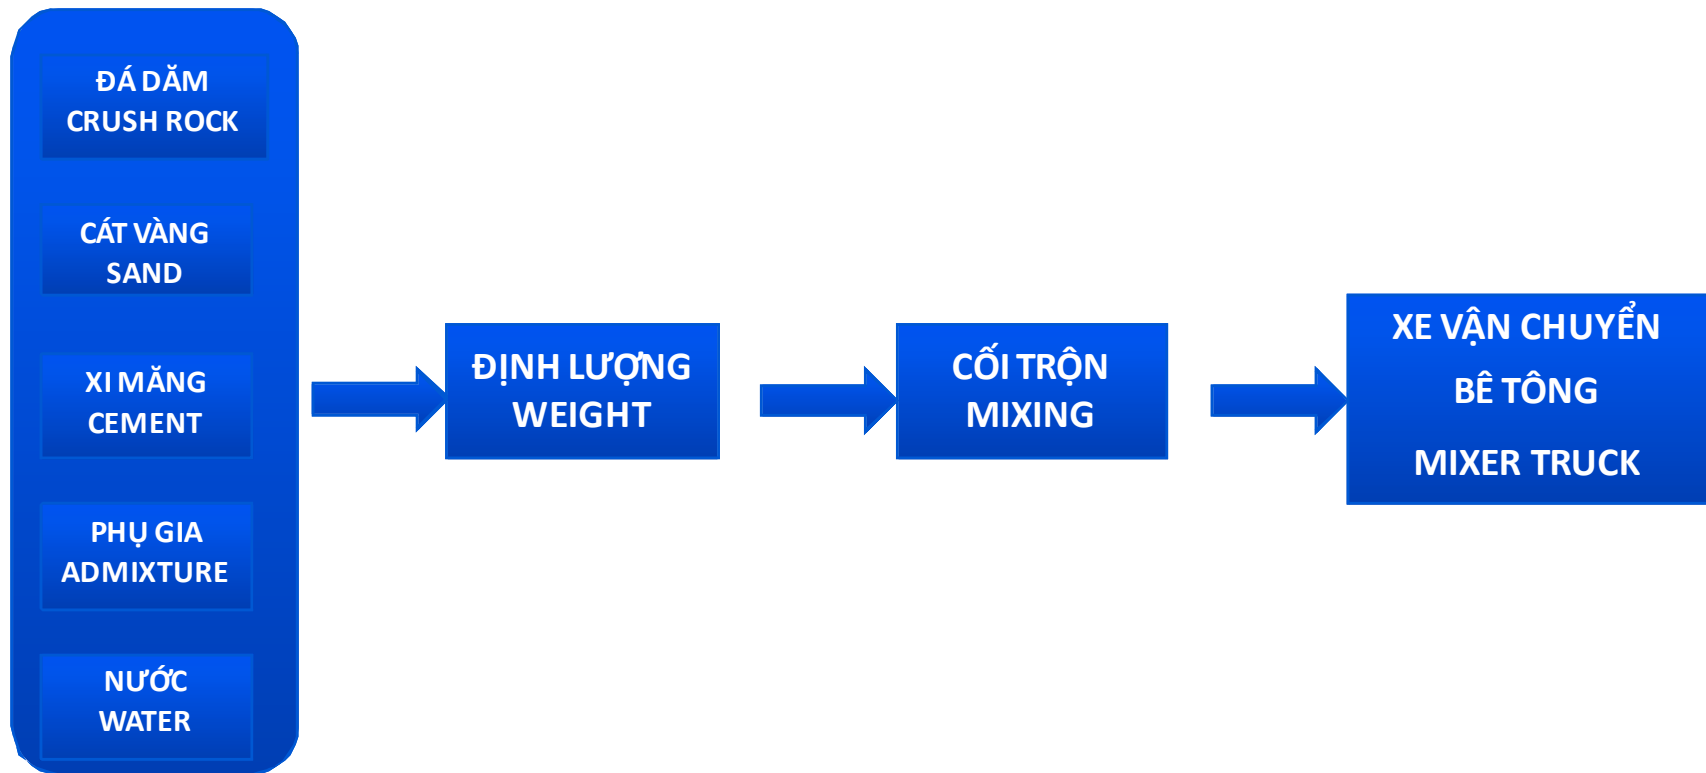 ĐÁ DĂM
CRUSH ROCK
CÁT VÀNG
SAND
XI MĂNG
CEMENT
PHỤ GIA
ADMIXTURE
NƯỚC
WATER
ĐỊNH LƯỢNG
WEIGHT
CỐI TRỘN
MIXING
XE VẬN CHUYỂN
BÊ TÔNG
MIXER TRUCK